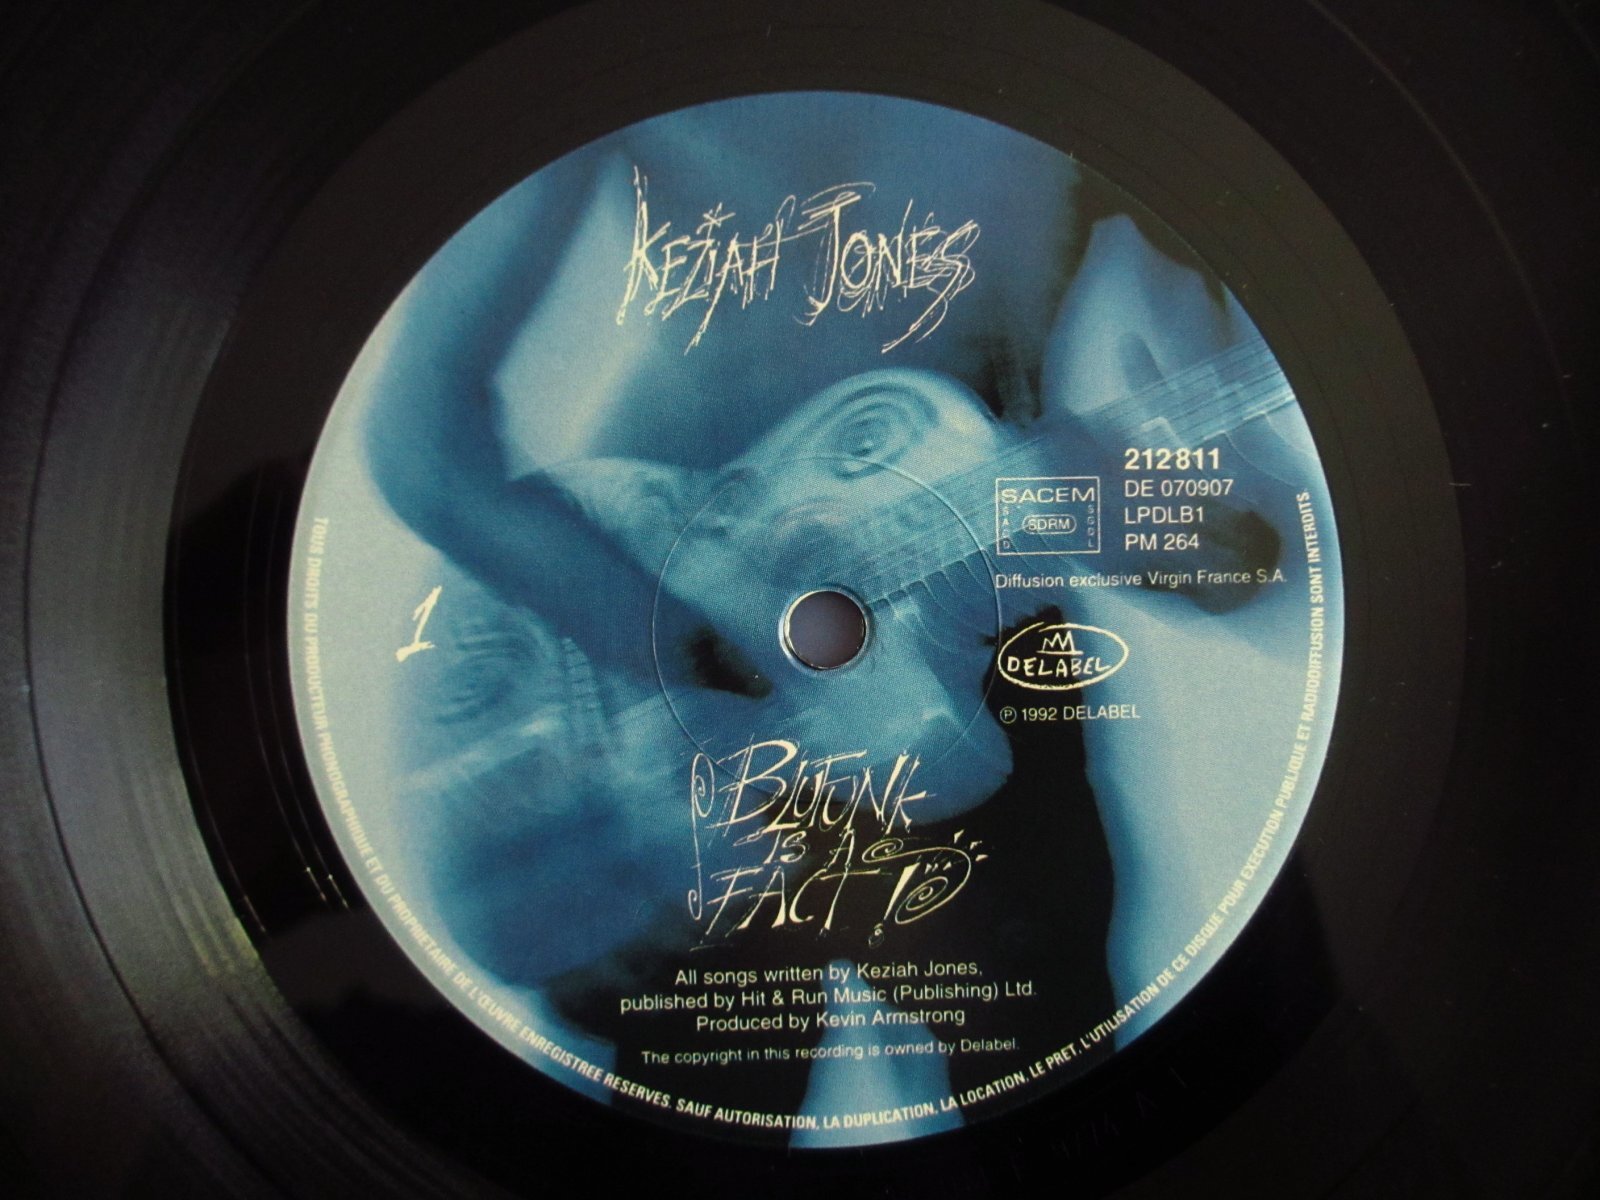 KEZIAH JONES
212811
DE 070907
LPDLB1
PM 264
SACEM
SACD
SDRM
SGDL
Diffusion exclusive Virgin France S.A.
1
DELABEL
℗ 1992 DELABEL
BLUFUNK
IS A
FACT!
All songs written by Keziah Jones,
published by Hit & Run Music (Publishing) Ltd.
Produced by Kevin Armstrong
The copyright in this recording is owned by Delabel.
TOUS DROITS DU PRODUCTEUR PHONOGRAPHIQUE ET DU PROPRIETAIRE DE L'ŒUVRE ENREGISTREE RESERVES. SAUF AUTORISATION, LA DUPLICATION, LA LOCATION, LE PRET, L'UTILISATION DE CE DISQUE POUR EXECUTION PUBLIQUE ET RADIODIFFUSION SONT INTERDITS.